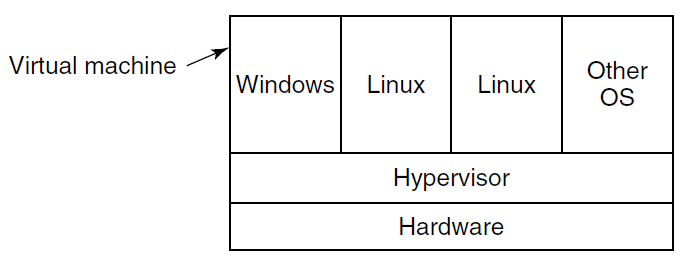 Virtual machine
Windows
Linux
Linux
Other
OS
Hypervisor
Hardware